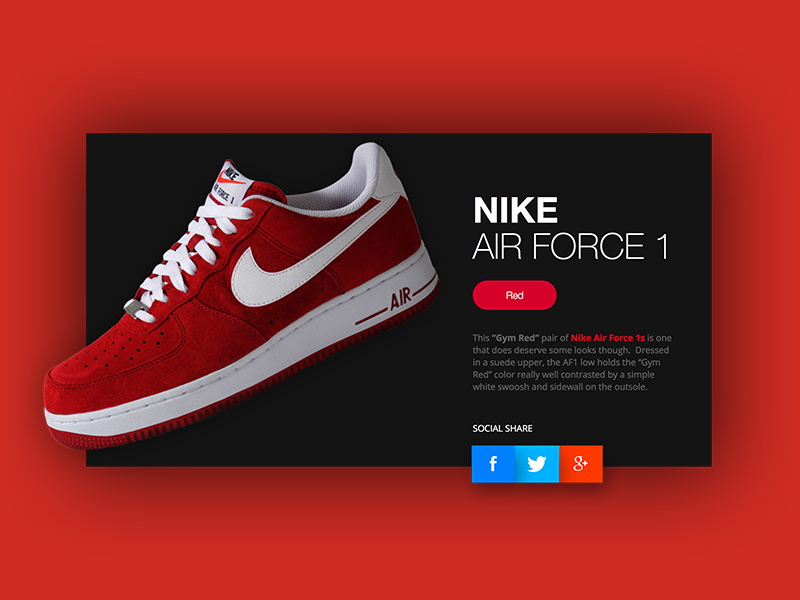 NIKE
AIR FORCE 1
AIR
NIKE
AIR FORCE 1
Red
This “Gym Red” pair of Nike Air Force 1s is one
that does deserve some looks though. Dressed
in a suede upper, the AF1 low holds the “Gym
Red” color really well contrasted by a simple
white swoosh and sidewall on the outsole.
SOCIAL SHARE
f
g+